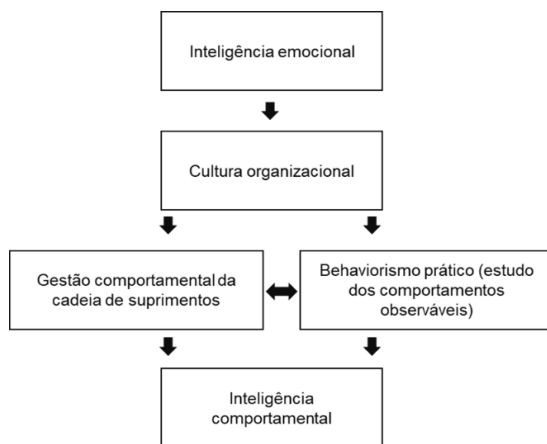 Inteligência emocional
Cultura organizacional
Gestão comportamental da
cadeia de suprimentos
Behaviorismo prático (estudo
dos comportamentos
observáveis)
Inteligência
comportamental